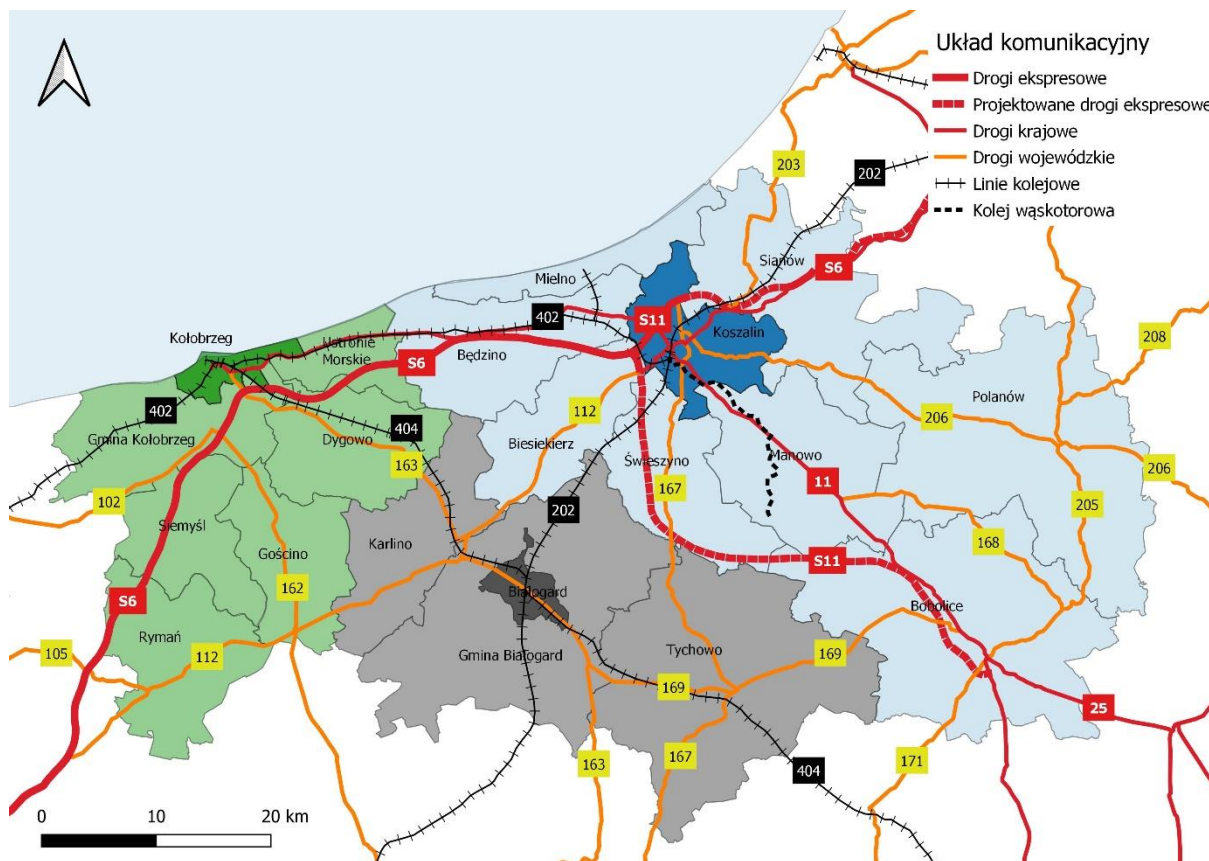 Układ komunikacyjny
Drogi ekspresowe
Projektowane drogi ekspresowe
Drogi krajowe
Drogi wojewódzkie
Linie kolejowe
Kolej wąskotorowa
203
202
Sianów
S6
Mielno
402
S11
Koszalin
Kołobrzeg
Ustronie
Morskie
S6
Będzino
208
402
Gmina Kołobrzeg
Dygowo
404
163
112
Biesiekierz
206
Polanów
Świeszyno
Manowo
206
167
11
102
202
205
Siemyśl
Gościno
Karlino
168
162
S11
S6
Białogard
Bobolice
Rymań
105
112
Gmina Białogard
Tychowo
169
169
25
163
167
171
404
0
10
20 km